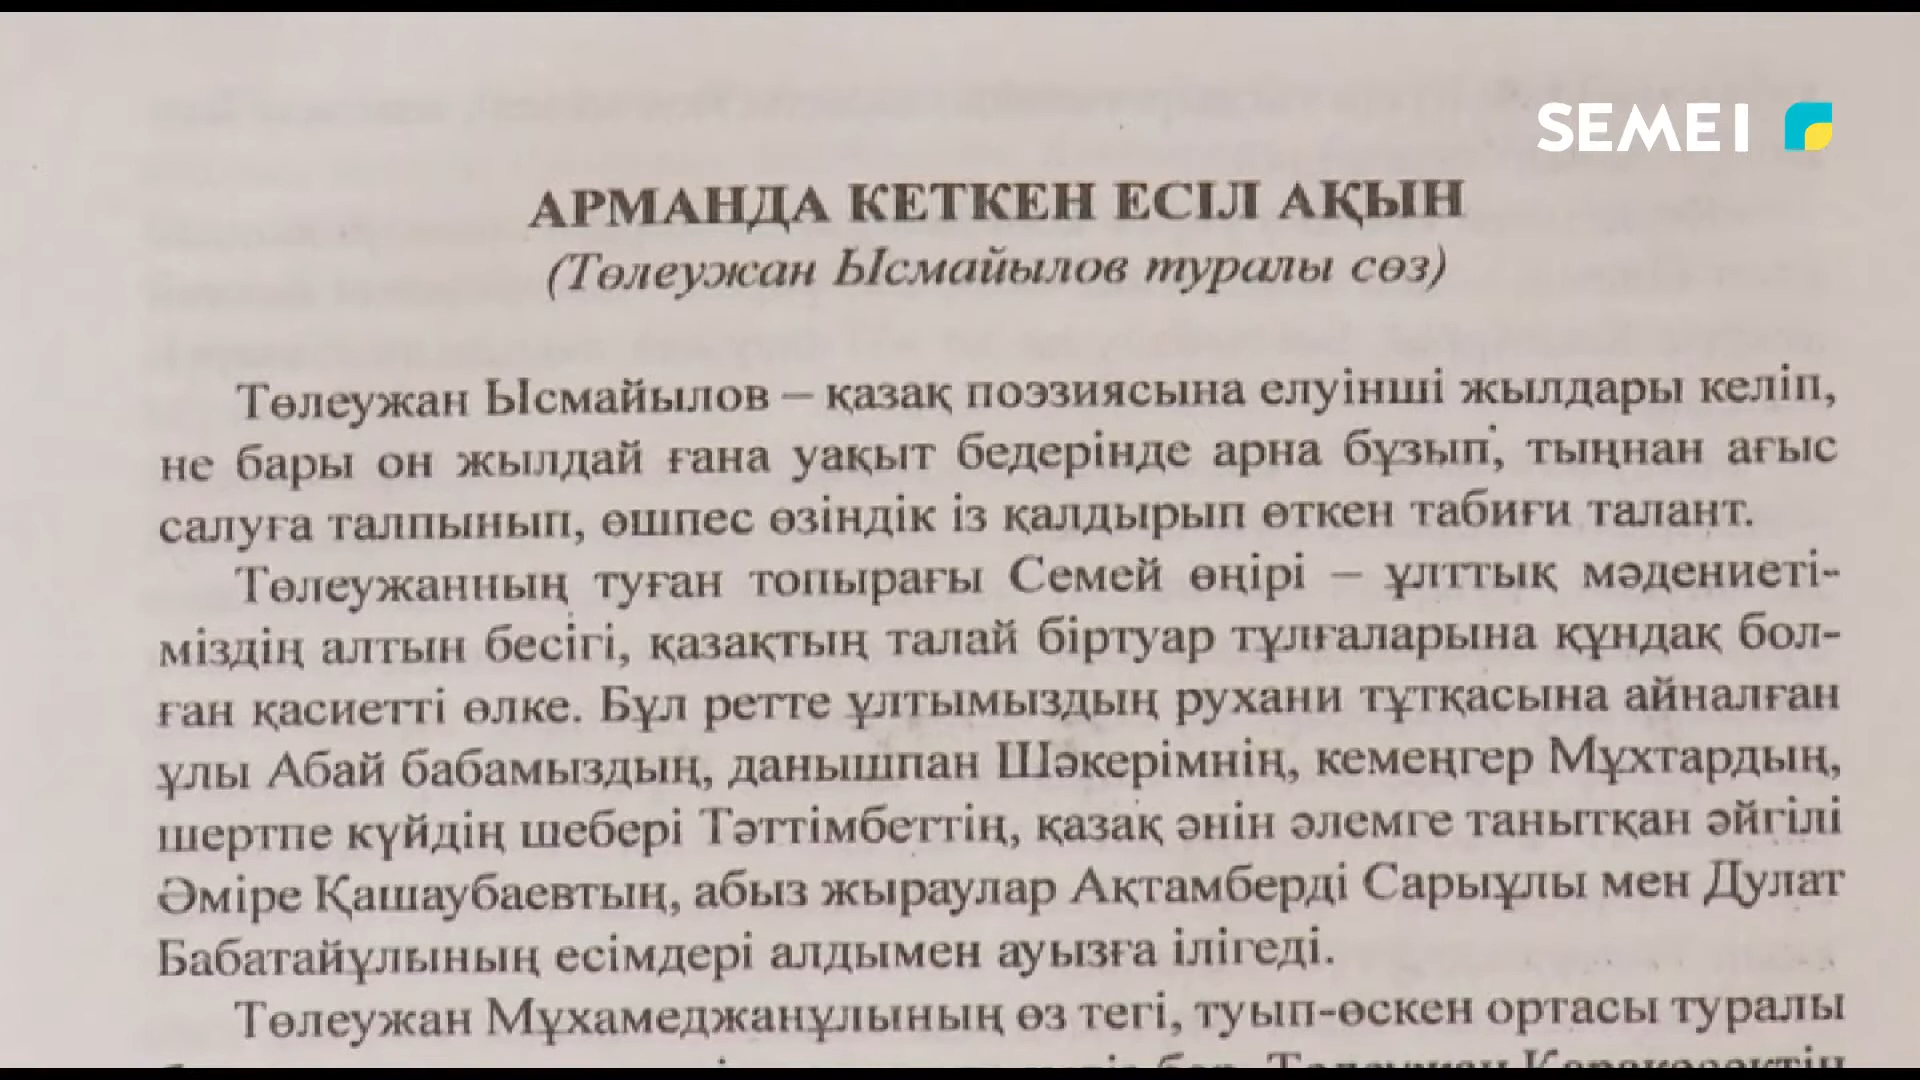 SEMEI
АРМАНДА КЕТКЕН ЕСІЛ АҚЫН
(Төлеужан Ысмайылов туралы сөз)
Төлеужан Ысмайылов – қазақ поэзиясына елуінші жылдары келіп,
не бары он жылдай ғана уақыт бедерінде арна бұзып, тыңнан ағыс
салуға талпынып, өшпес өзіндік із қалдырып өткен табиғи талант.
Төлеужанның туған топырағы Семей өңірі – ұлттық мәдениеті-
міздің алтын бесігі, қазақтың талай біртуар тұлғаларына құндақ бол-
ған қасиетті өлке. Бұл ретте ұлтымыздың рухани тұтқасына айналған
ұлы Абай бабамыздың, данышпан Шәкерімнің, кемеңгер Мұхтардың,
шертпе күйдің шебері Тәттімбеттің, қазақ әнін әлемге танытқан әйгілі
Әміре Қашаубаевтың, абыз жыраулар Ақтамберді Сарыұлы мен Дулат
Бабатайұлының есімдері алдымен ауызға ілігеді.
Төлеужан Мұхамеджанұлының өз тегі, туып-өскен ортасы туралы